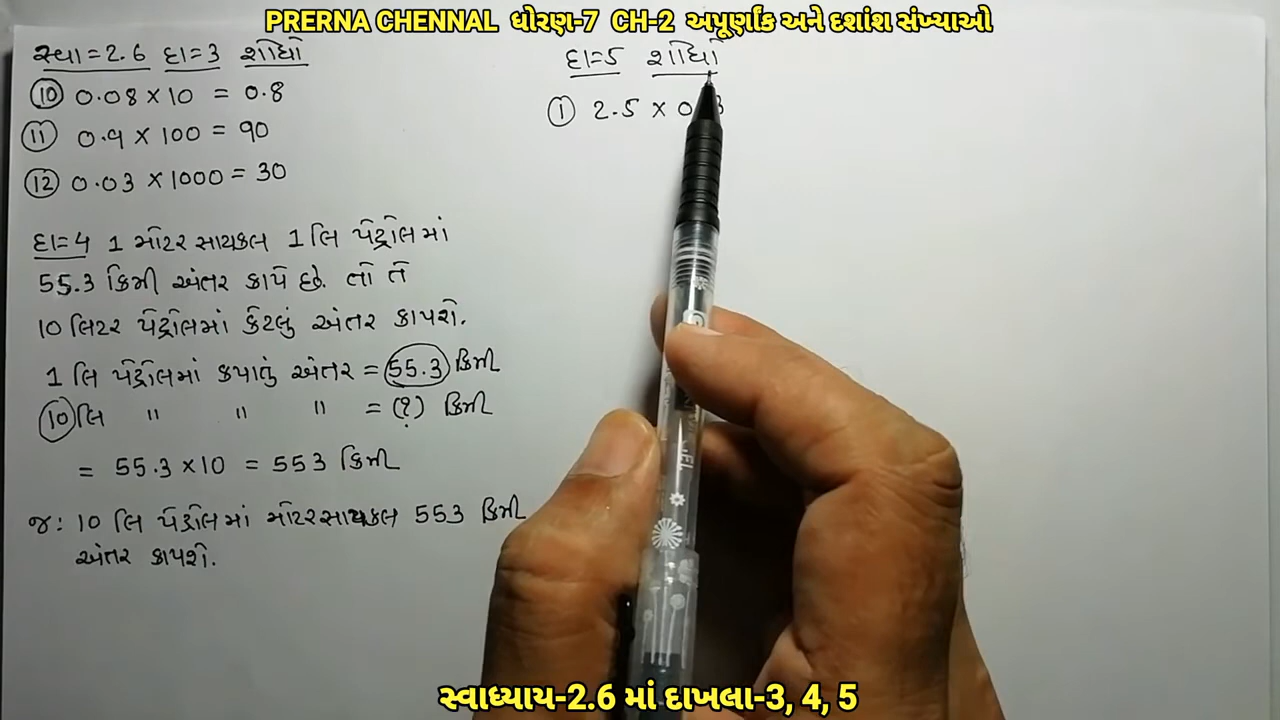 PRERNA CHENNAL ધોરણ-7 CH-2 અપૂર્ણાંક અને દશાંશ સંખ્યાઓ
સ્વા=2.6 દા=3 શોધો
⑩ 0.08 × 10 = 0.8
⑪ 0.9 × 100 = 90
⑫ 0.03 × 1000 = 30
દા=4 1 મોટર સાયકલ 1 લિ પેટ્રોલમાં
55.3 કિમી અંતર કાપે છે. તો તે
10 લિટર પેટ્રોલમાં કેટલું અંતર કાપશે.
1 લિ પેટ્રોલમાં કપાતું અંતર = 55.3 કિમી
10 લિ " " " = (?) કિમી
= 55.3 × 10 = 553 કિમી
જ: 10 લિ પેટ્રોલમાં મોટરસાયકલ 553 કિમી
અંતર કાપશે.
દા=5 શોધો
① 2.5 × 0
સ્વાધ્યાય-2.6 માં દાખલા-3, 4, 5